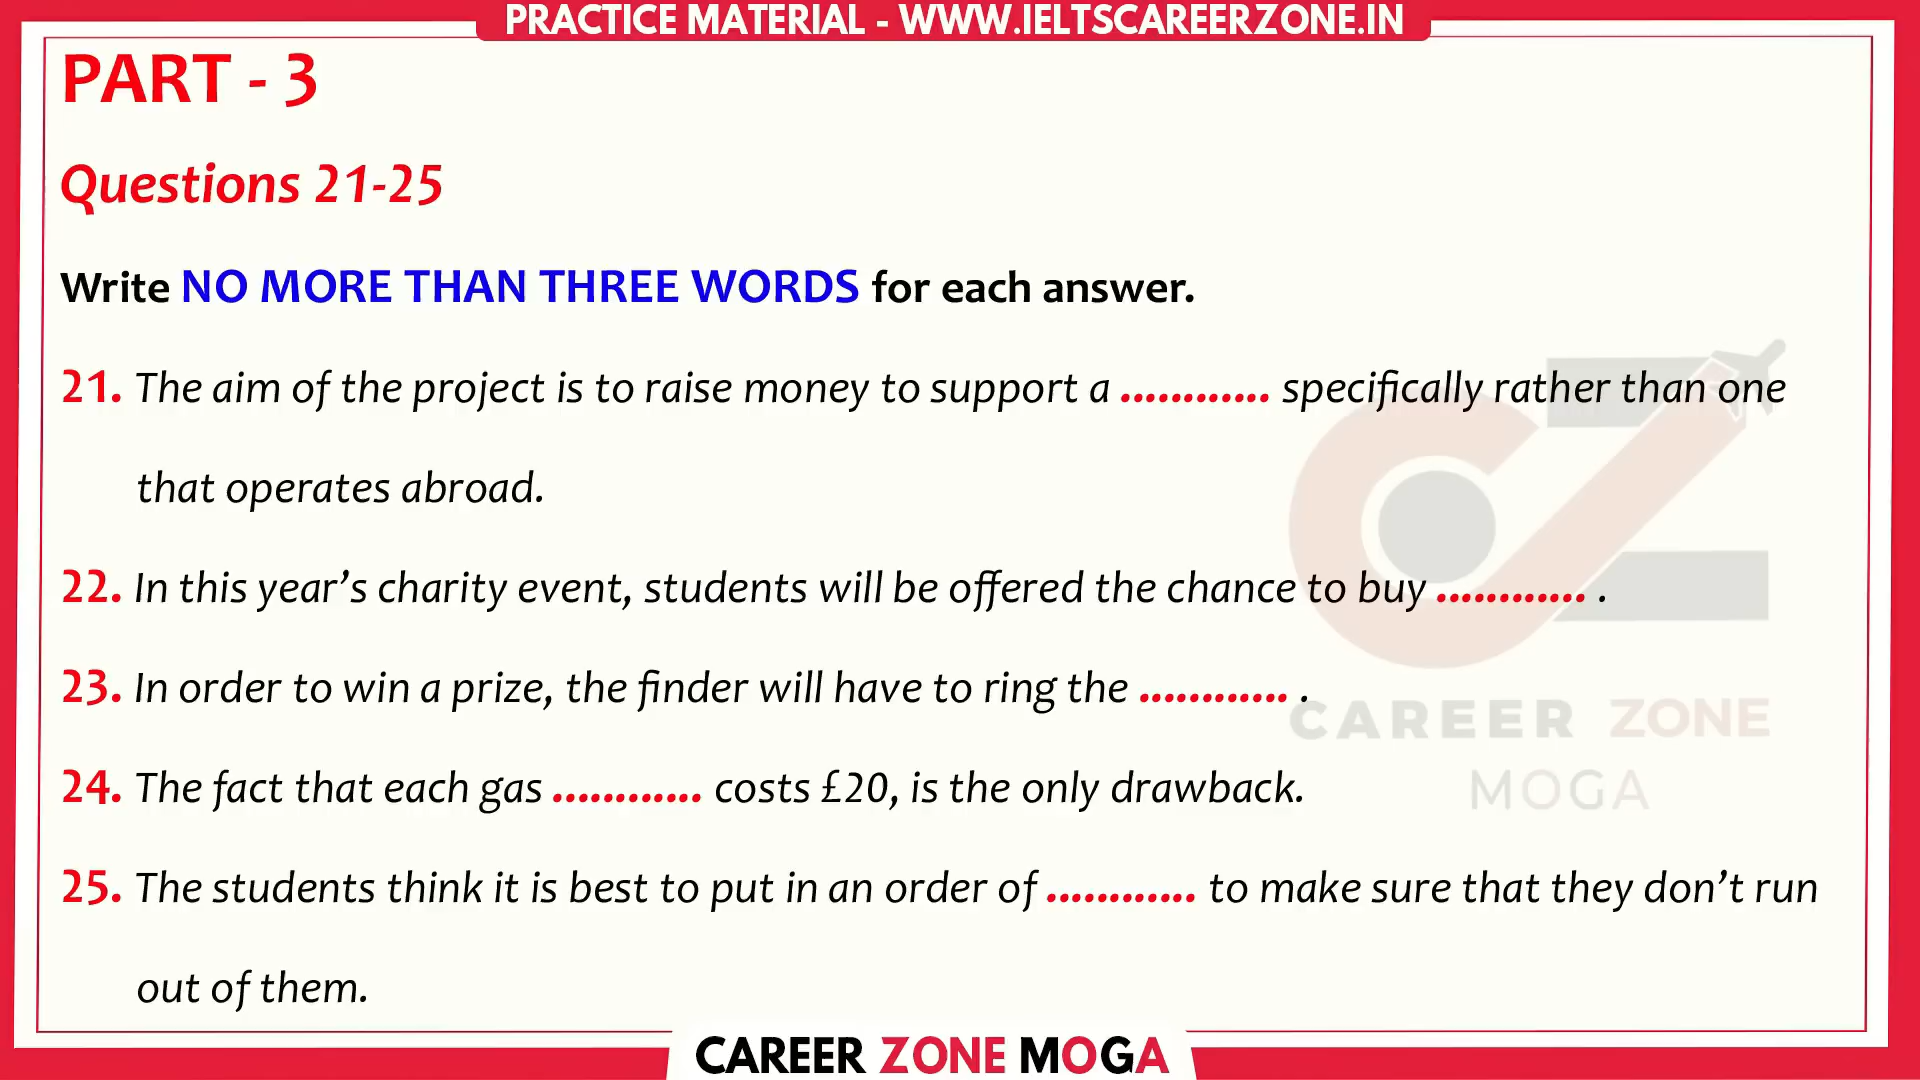 PRACTICE MATERIAL - WWW.IELTSCAREERZONE.IN
PART - 3
Questions 21-25
Write NO MORE THAN THREE WORDS for each answer.
21. The aim of the project is to raise money to support a ............ specifically rather than one
that operates abroad.
22. In this year’s charity event, students will be offered the chance to buy ............ .
23. In order to win a prize, the finder will have to ring the ............ .
CAREER ZONE
24. The fact that each gas ............ costs £20, is the only drawback.
MOGA
25. The students think it is best to put in an order of ............ to make sure that they don’t run
out of them.
CAREER ZONE MOGA